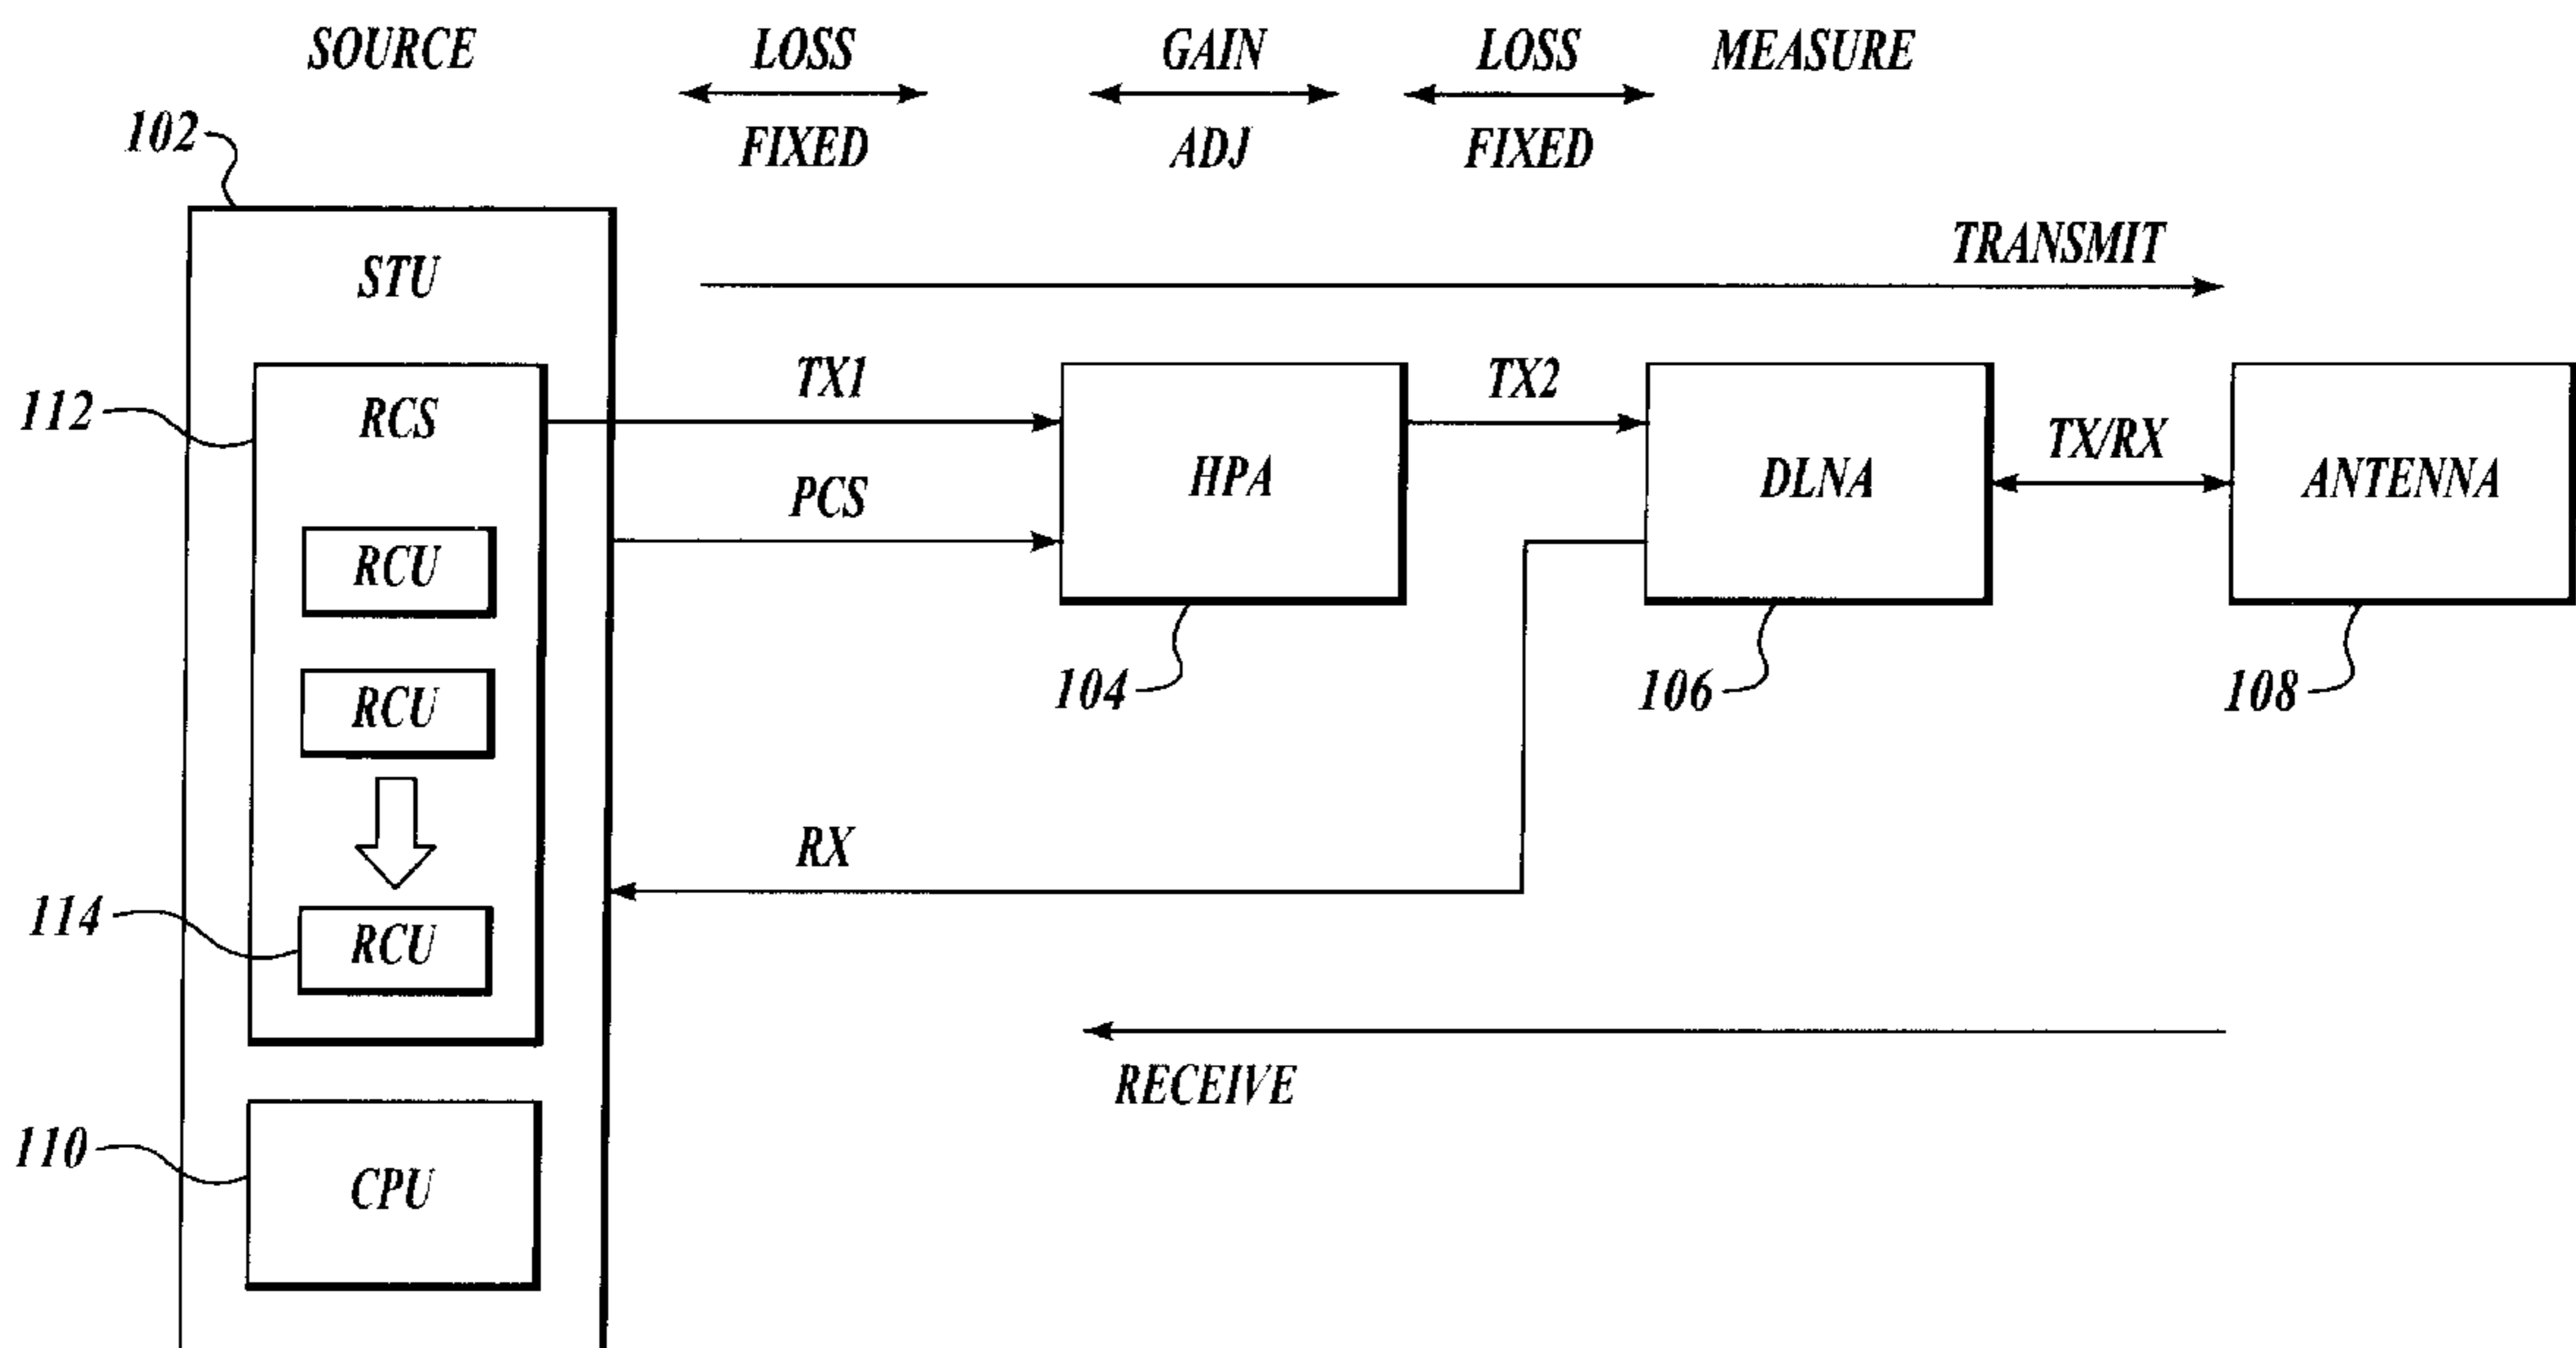 SOURCE
LOSS
GAIN
LOSS
MEASURE
FIXED
ADJ
FIXED
102
STU
TRANSMIT
112
RCS
TX1
TX2
TX/RX
PCS
HPA
DLNA
ANTENNA
RCU
RCU
104
106
108
RX
114
RCU
RECEIVE
110
CPU